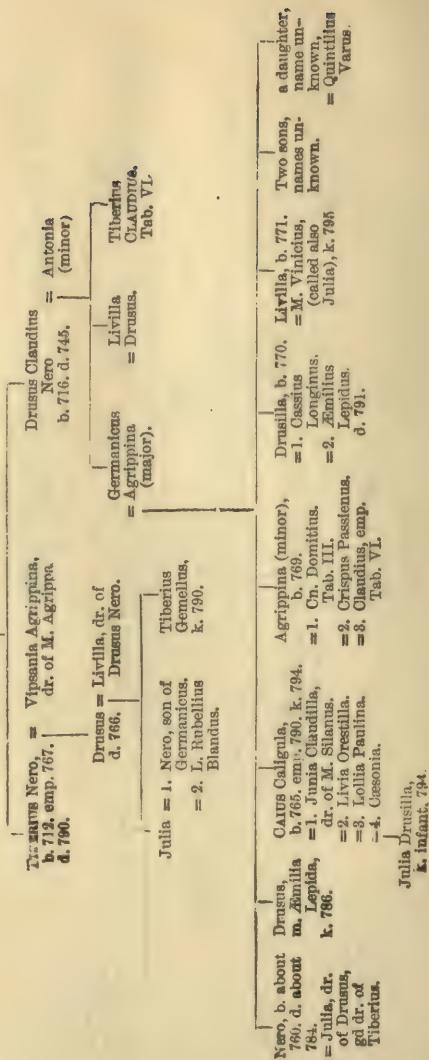 TIBERIUS Nero, =
b. 712. emp. 767.
d. 790.
Vipsania Agrippina,
dr. of M. Agrippa.
Drusus Claudius
Nero
b. 716. d. 745.
= Antonia
(minor)
Drusus = Livilla, dr. of
d. 766. Drusus Nero.
Germanicus
= Agrippina
(major).
Livilla
= Drusus.
Tiberius
CLAUDIUS.
Tab. VI.
Julia = 1. Nero, son of
Germanicus.
= 2. L. Rubellius
Blandus.
Tiberius
Gemellus,
k. 790.
Nero, b. about
760. d. about
784.
= Julia, dr.
of Drusus,
gd dr. of
Tiberius.
Drusus,
m. Æmilia
Lepida,
k. 786.
CAIUS Caligula,
b. 765. emp. 790. k. 794.
=1. Junia Claudilla,
dr. of M. Silanus.
=2. Livia Orestilla.
=3. Lollia Paulina.
=4. Cæsonia.
Julia Drusilla,
k. infant, 794.
Agrippina (minor),
b. 769.
=1. Cn. Domitius.
Tab. III.
=2. Crispus Passienus.
=3. Claudius, emp.
Tab. VI.
Drusilla, b. 770.
=1. Cassius
Longinus.
=2. Æmilius
Lepidus.
d. 791.
Livilla, b. 771.
= M. Vinicius,
(called also
Julia), k. 795
Two sons,
names un-
known.
a daughter,
name un-
known,
= Quintilius
Varus.